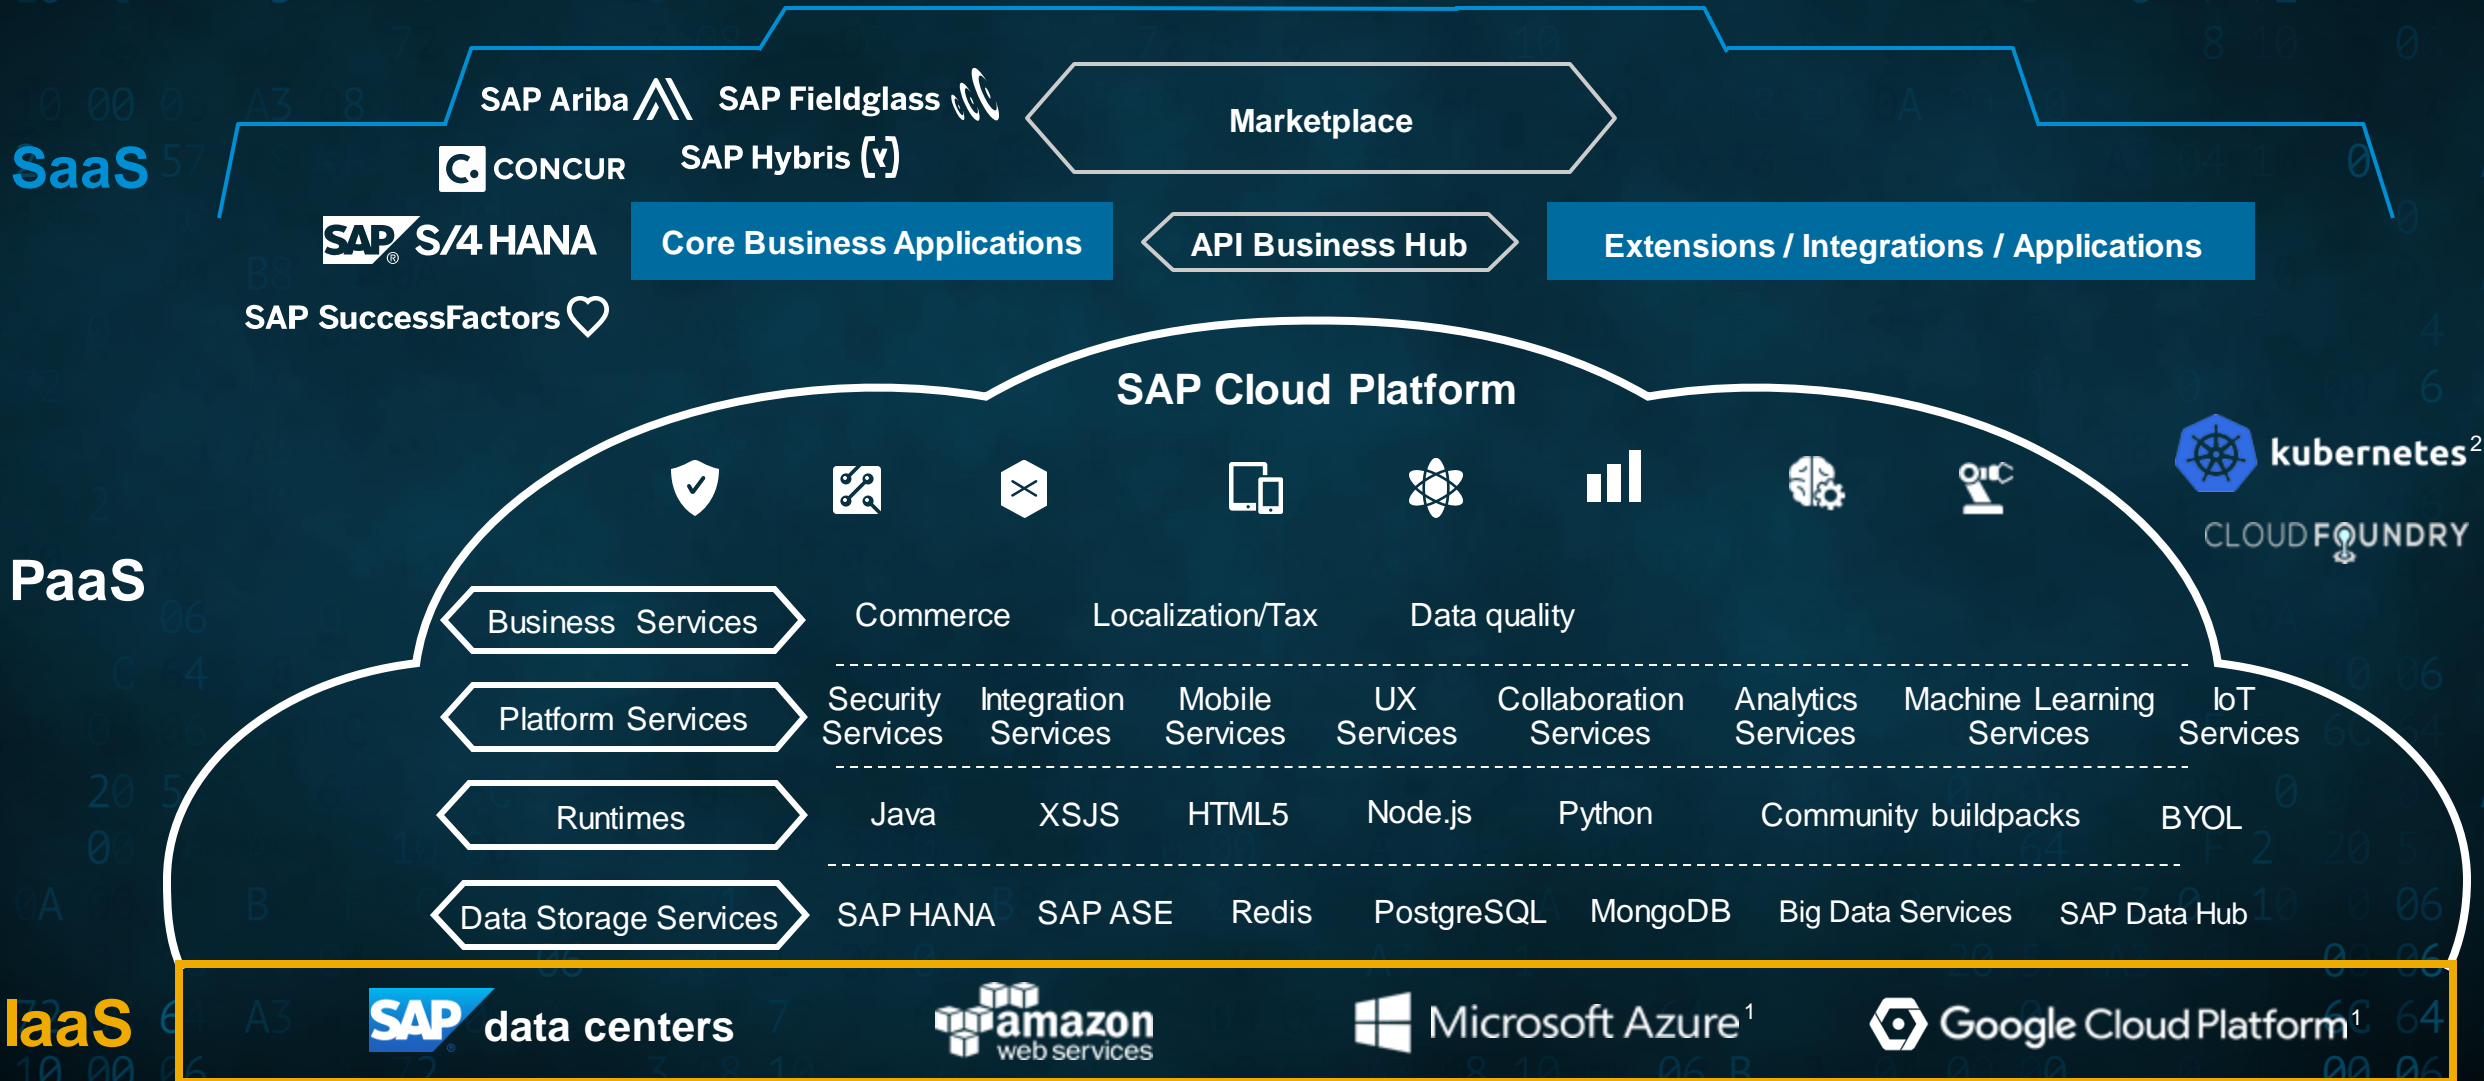 SaaS
SAP Ariba
SAP Fieldglass
Marketplace
CONCUR
SAP Hybris
SAP® S/4HANA
Core Business Applications
API Business Hub
Extensions / Integrations / Applications
SAP SuccessFactors
SAP Cloud Platform
kubernetes2
CLOUD FOUNDRY
PaaS
Business Services
Commerce
Localization/Tax
Data quality
Platform Services
Security
Services
Integration
Services
Mobile
Services
UX
Services
Collaboration
Services
Analytics
Services
Machine Learning
Services
IoT
Services
Runtimes
Java
XSJS
HTML5
Node.js
Python
Community buildpacks
BYOL
Data Storage Services
SAP HANA
SAP ASE
Redis
PostgreSQL
MongoDB
Big Data Services
SAP Data Hub
IaaS
SAP data centers
amazon
web services
Microsoft Azure1
Google Cloud Platform1